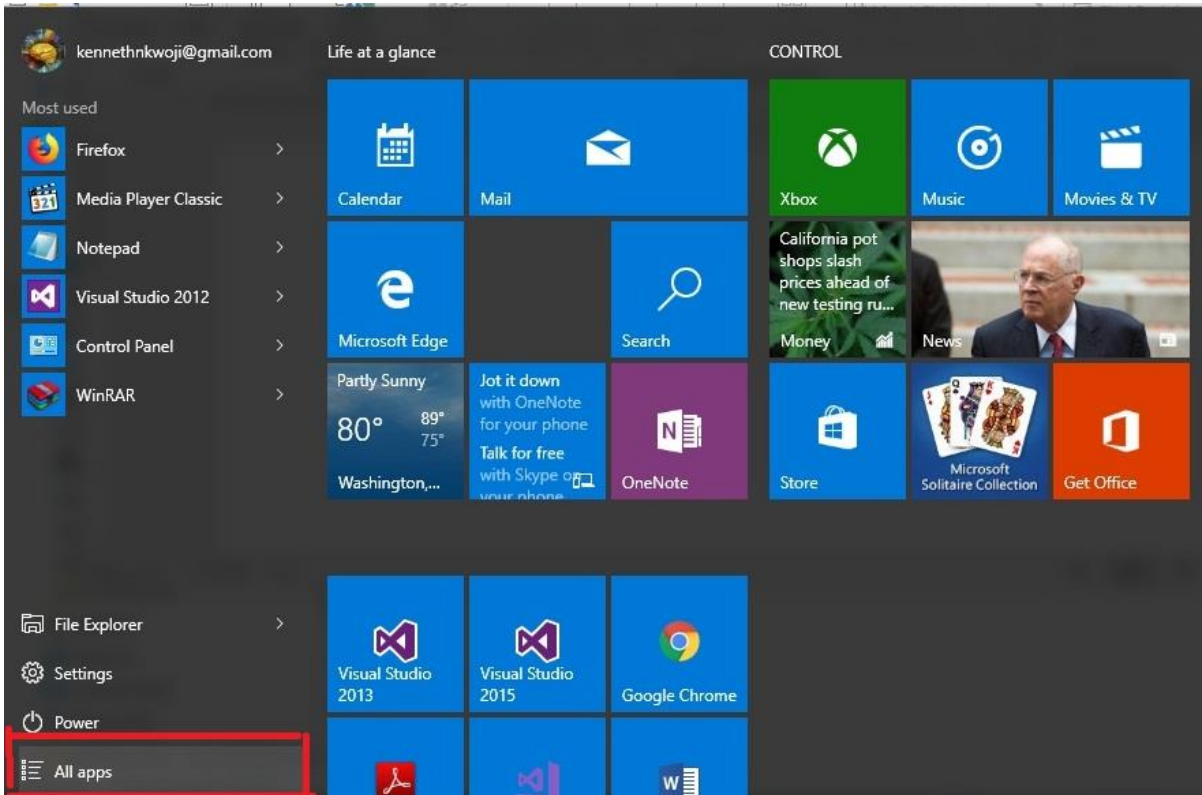 kennethnkwoji@gmail.com
Most used
Firefox
Media Player Classic
Notepad
Visual Studio 2012
Control Panel
WinRAR
File Explorer
Settings
Power
All apps
Life at a glance
Calendar
Mail
Microsoft Edge
Search
Partly Sunny
80°
89°
75°
Washington,...
Jot it down
with OneNote
for your phone
Talk for free
with Skype on
your phone
N
OneNote
Visual Studio
2013
Visual Studio
2015
Google Chrome
W
CONTROL
Xbox
Music
Movies & TV
California pot
shops slash
prices ahead of
new testing ru...
Money
News
Store
Microsoft
Solitaire Collection
Get Office
321
J
Q
K